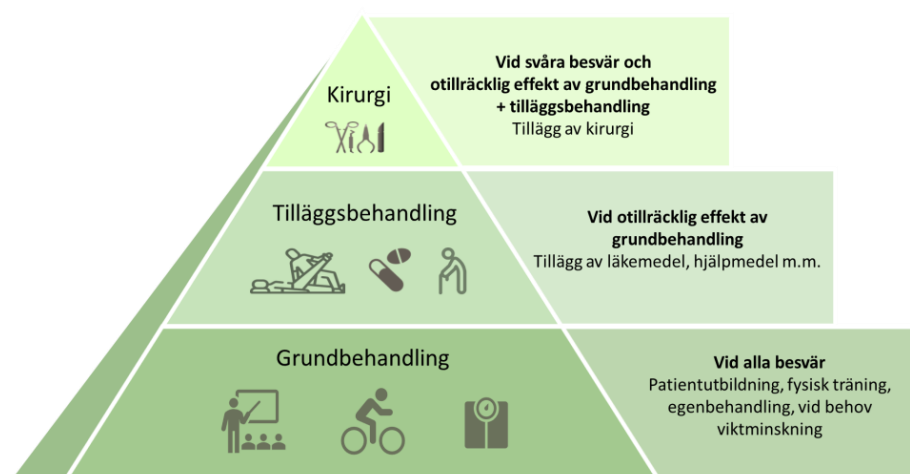 Kirurgi
Vid svåra besvär och
otillräcklig effekt av grundbehandling
+ tilläggsbehandling
Tillägg av kirurgi
Tilläggsbehandling
Vid otillräcklig effekt av
grundbehandling
Tillägg av läkemedel, hjälpmedel m.m.
Grundbehandling
Vid alla besvär
Patientutbildning, fysisk träning,
egenbehandling, vid behov
viktminskning